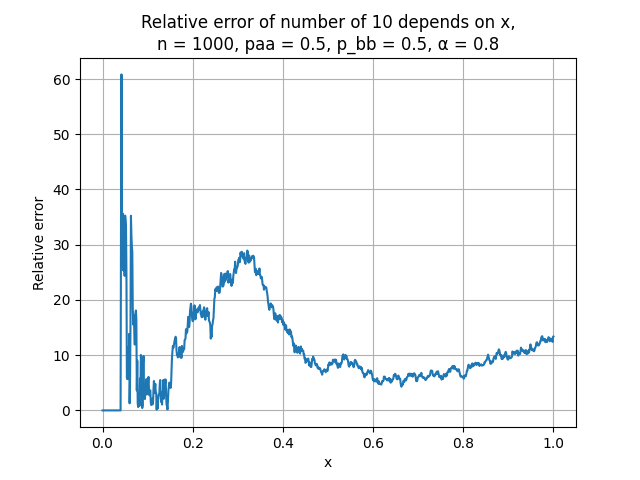 Relative error of number of 10 depends on x,
n = 1000, paa = 0.5, p_bb = 0.5, α = 0.8
60
50
40
30
20
10
0
Relative error
0.0 0.2 0.4 0.6 0.8 1.0
x